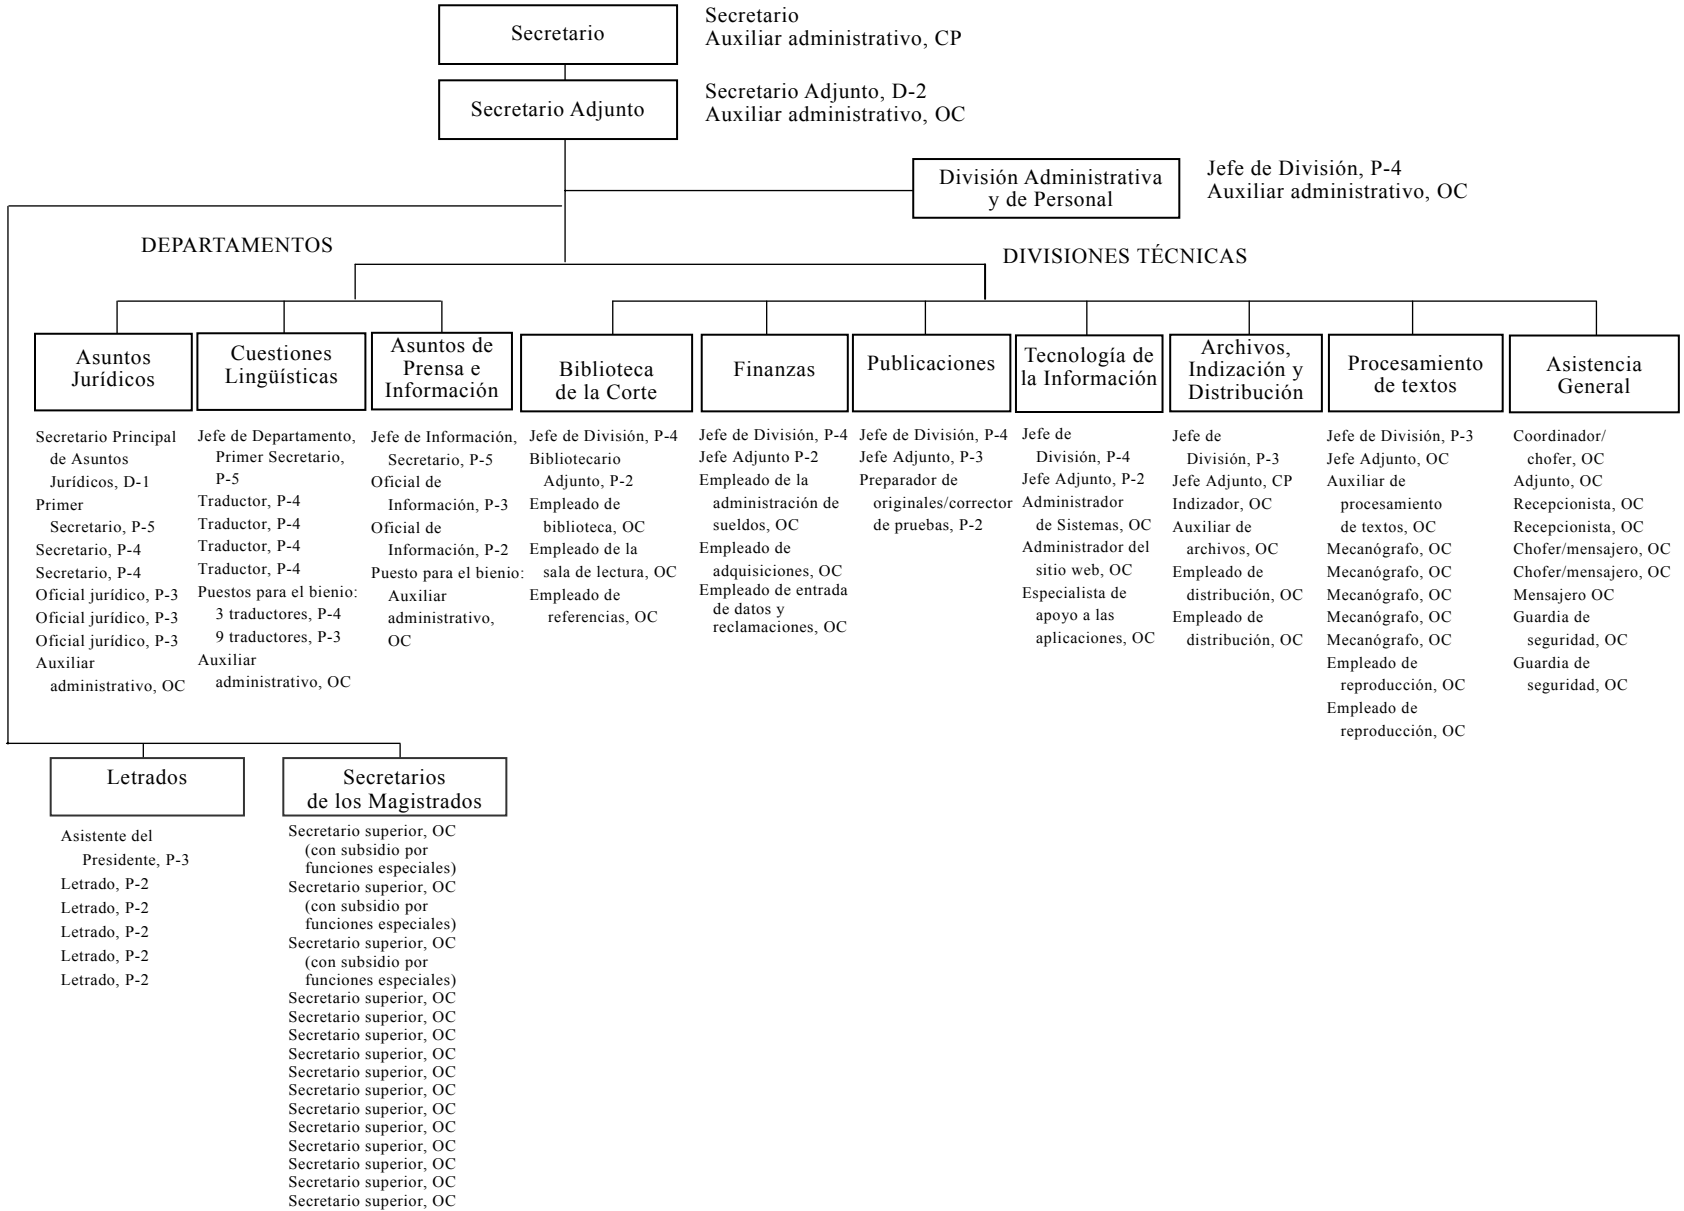 Secretario
Secretario
Auxiliar administrativo, CP
Secretario Adjunto
Secretario Adjunto, D-2
Auxiliar administrativo, OC
División Administrativa
y de Personal
Jefe de División, P-4
Auxiliar administrativo, OC
DEPARTAMENTOS
DIVISIONES TÉCNICAS
Asuntos
Jurídicos
Secretario Principal
de Asuntos
Jurídicos, D-1
Primer
Secretario, P-5
Secretario, P-4
Secretario, P-4
Oficial jurídico, P-3
Oficial jurídico, P-3
Oficial jurídico, P-3
Auxiliar
administrativo, OC
Cuestiones
Lingüísticas
Jefe de Departamento,
Primer Secretario,
P-5
Traductor, P-4
Traductor, P-4
Traductor, P-4
Traductor, P-4
Puestos para el bienio:
3 traductores, P-4
9 traductores, P-3
Auxiliar
administrativo, OC
Asuntos de
Prensa e
Información
Jefe de Información,
Secretario, P-5
Oficial de
Información, P-3
Oficial de
Información, P-2
Puesto para el bienio:
Auxiliar
administrativo,
OC
Biblioteca
de la Corte
Jefe de División, P-4
Bibliotecario
Adjunto, P-2
Empleado de
biblioteca, OC
Empleado de la
sala de lectura, OC
Empleado de
referencias, OC
Finanzas
Jefe de División, P-4
Jefe Adjunto P-2
Empleado de la
administración de
sueldos, OC
Empleado de
adquisiciones, OC
Empleado de entrada
de datos y
reclamaciones, OC
Publicaciones
Jefe de División, P-4
Jefe Adjunto, P-3
Preparador de
originales/corrector
de pruebas, P-2
Tecnología de
la Información
Jefe de
División, P-4
Jefe Adjunto, P-2
Administrador
de Sistemas, OC
Administrador del
sitio web, OC
Especialista de
apoyo a las
aplicaciones, OC
Archivos,
Indización y
Distribución
Jefe de
División, P-3
Jefe Adjunto, CP
Indizador, OC
Auxiliar de
archivos, OC
Empleado de
distribución, OC
Empleado de
distribución, OC
Procesamiento
de textos
Jefe de División, P-3
Jefe Adjunto, OC
Auxiliar de
procesamiento
de textos, OC
Mecanógrafo, OC
Mecanógrafo, OC
Mecanógrafo, OC
Mecanógrafo, OC
Mecanógrafo, OC
Empleado de
reproducción, OC
Empleado de
reproducción, OC
Asistencia
General
Coordinador/
chofer, OC
Adjunto, OC
Recepcionista, OC
Recepcionista, OC
Chofer/mensajero, OC
Chofer/mensajero, OC
Mensajero OC
Guardia de
seguridad, OC
Guardia de
seguridad, OC
Letrados
Asistente del
Presidente, P-3
Letrado, P-2
Letrado, P-2
Letrado, P-2
Letrado, P-2
Letrado, P-2
Secretarios
de los Magistrados
Secretario superior, OC
(con subsidio por
funciones especiales)
Secretario superior, OC
(con subsidio por
funciones especiales)
Secretario superior, OC
(con subsidio por
funciones especiales)
Secretario superior, OC
Secretario superior, OC
Secretario superior, OC
Secretario superior, OC
Secretario superior, OC
Secretario superior, OC
Secretario superior, OC
Secretario superior, OC
Secretario superior, OC
Secretario superior, OC
Secretario superior, OC
Secretario superior, OC